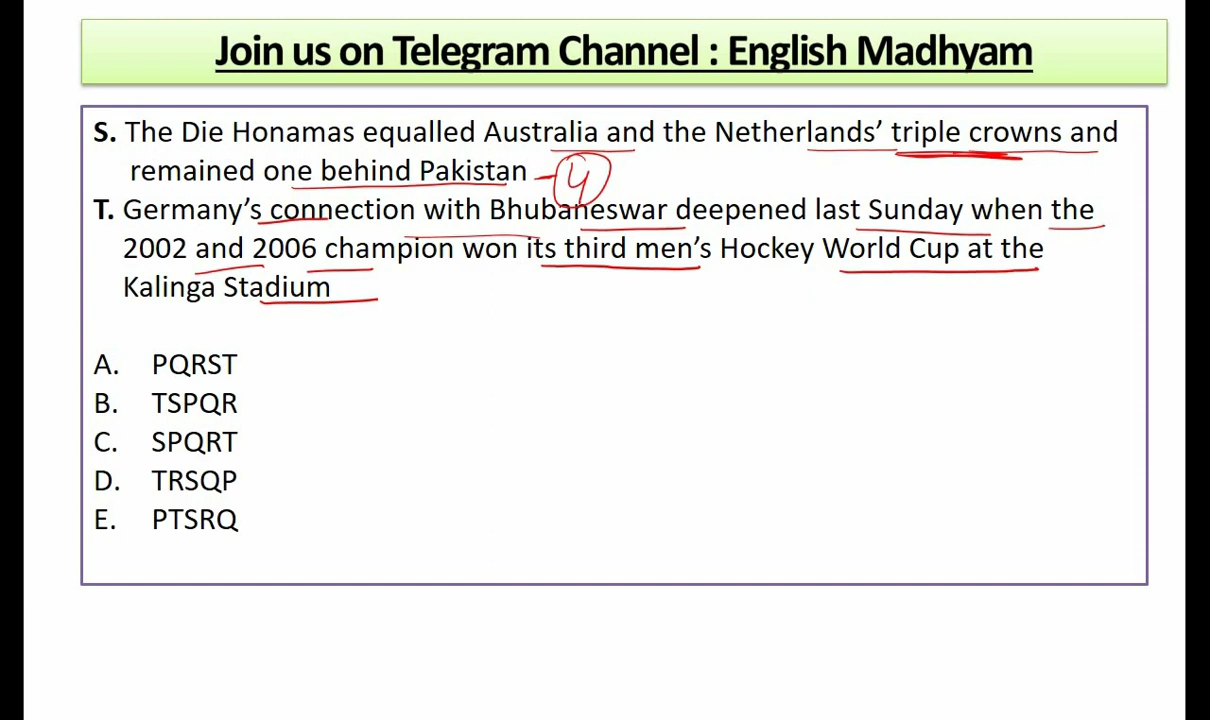 Join us on Telegram Channel : English Madhyam
S. The Die Honamas equalled Australia and the Netherlands’ triple crowns and
remained one behind Pakistan - 4
T. Germany’s connection with Bhubaneswar deepened last Sunday when the
2002 and 2006 champion won its third men’s Hockey World Cup at the
Kalinga Stadium
A. PQRST
B. TSPQR
C. SPQRT
D. TRSQP
E. PTSRQ